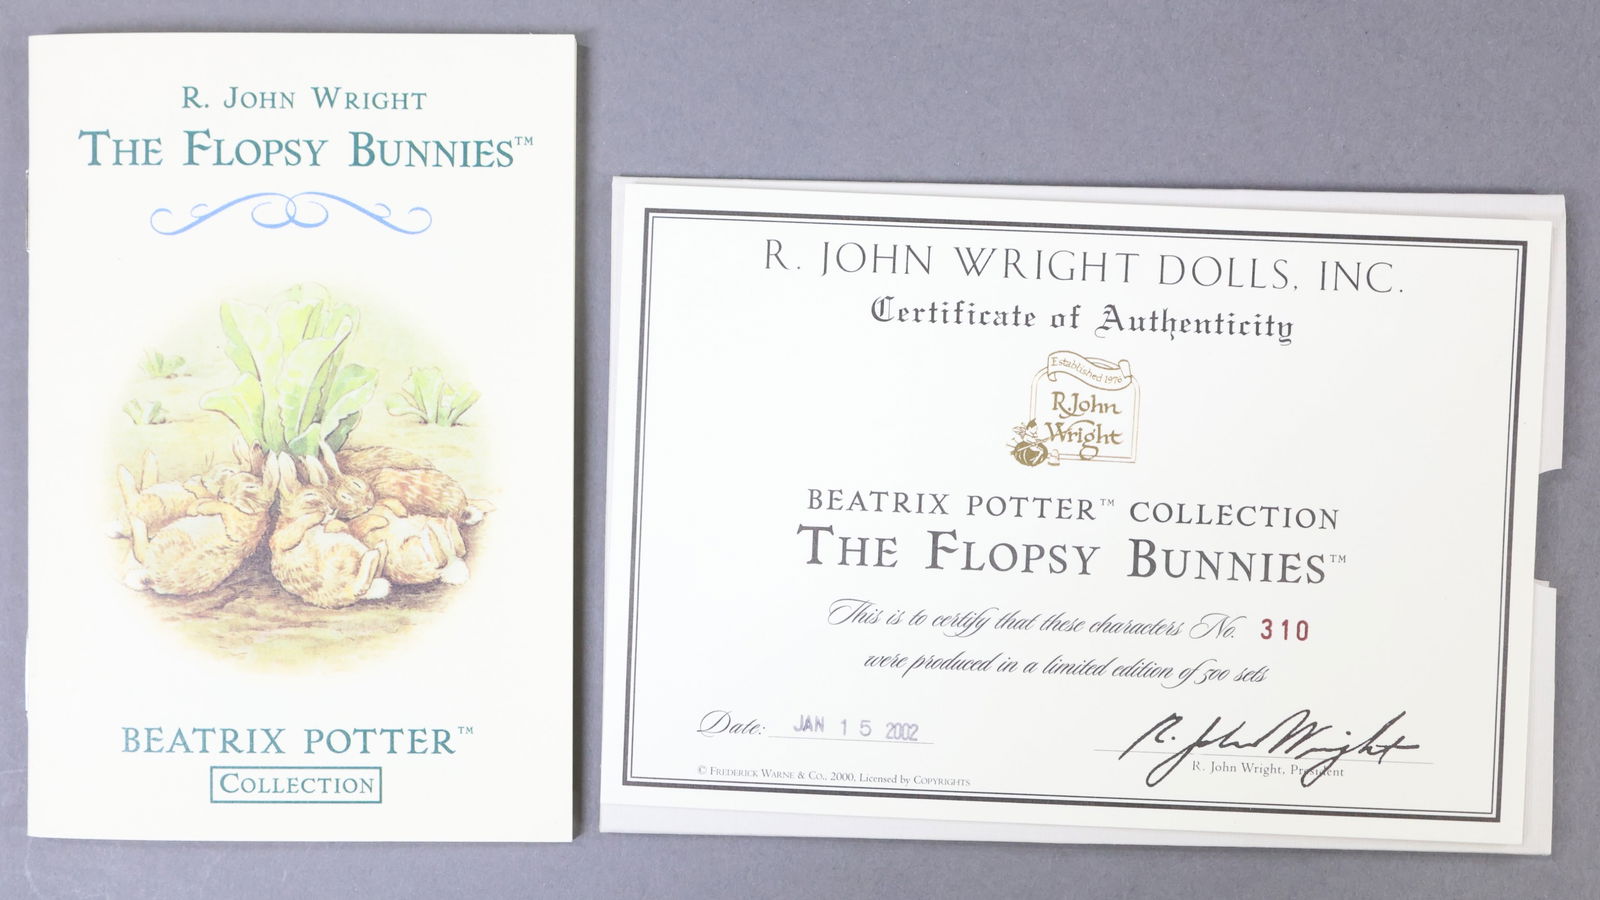 R. JOHN WRIGHT
THE FLOPSY BUNNIES™
BEATRIX POTTER™
COLLECTION
R. JOHN WRIGHT DOLLS, INC.
Certificate of Authenticity
Established 1976
R. John
Wright
BEATRIX POTTER™ COLLECTION
THE FLOPSY BUNNIES™
This is to certify that these characters No. 310
were produced in a limited edition of 500 sets
Date: JAN 15 2002
R. John Wright
R. John Wright, President
© FREDERICK WARNE & CO., 2000, Licensed by COPYRIGHTS